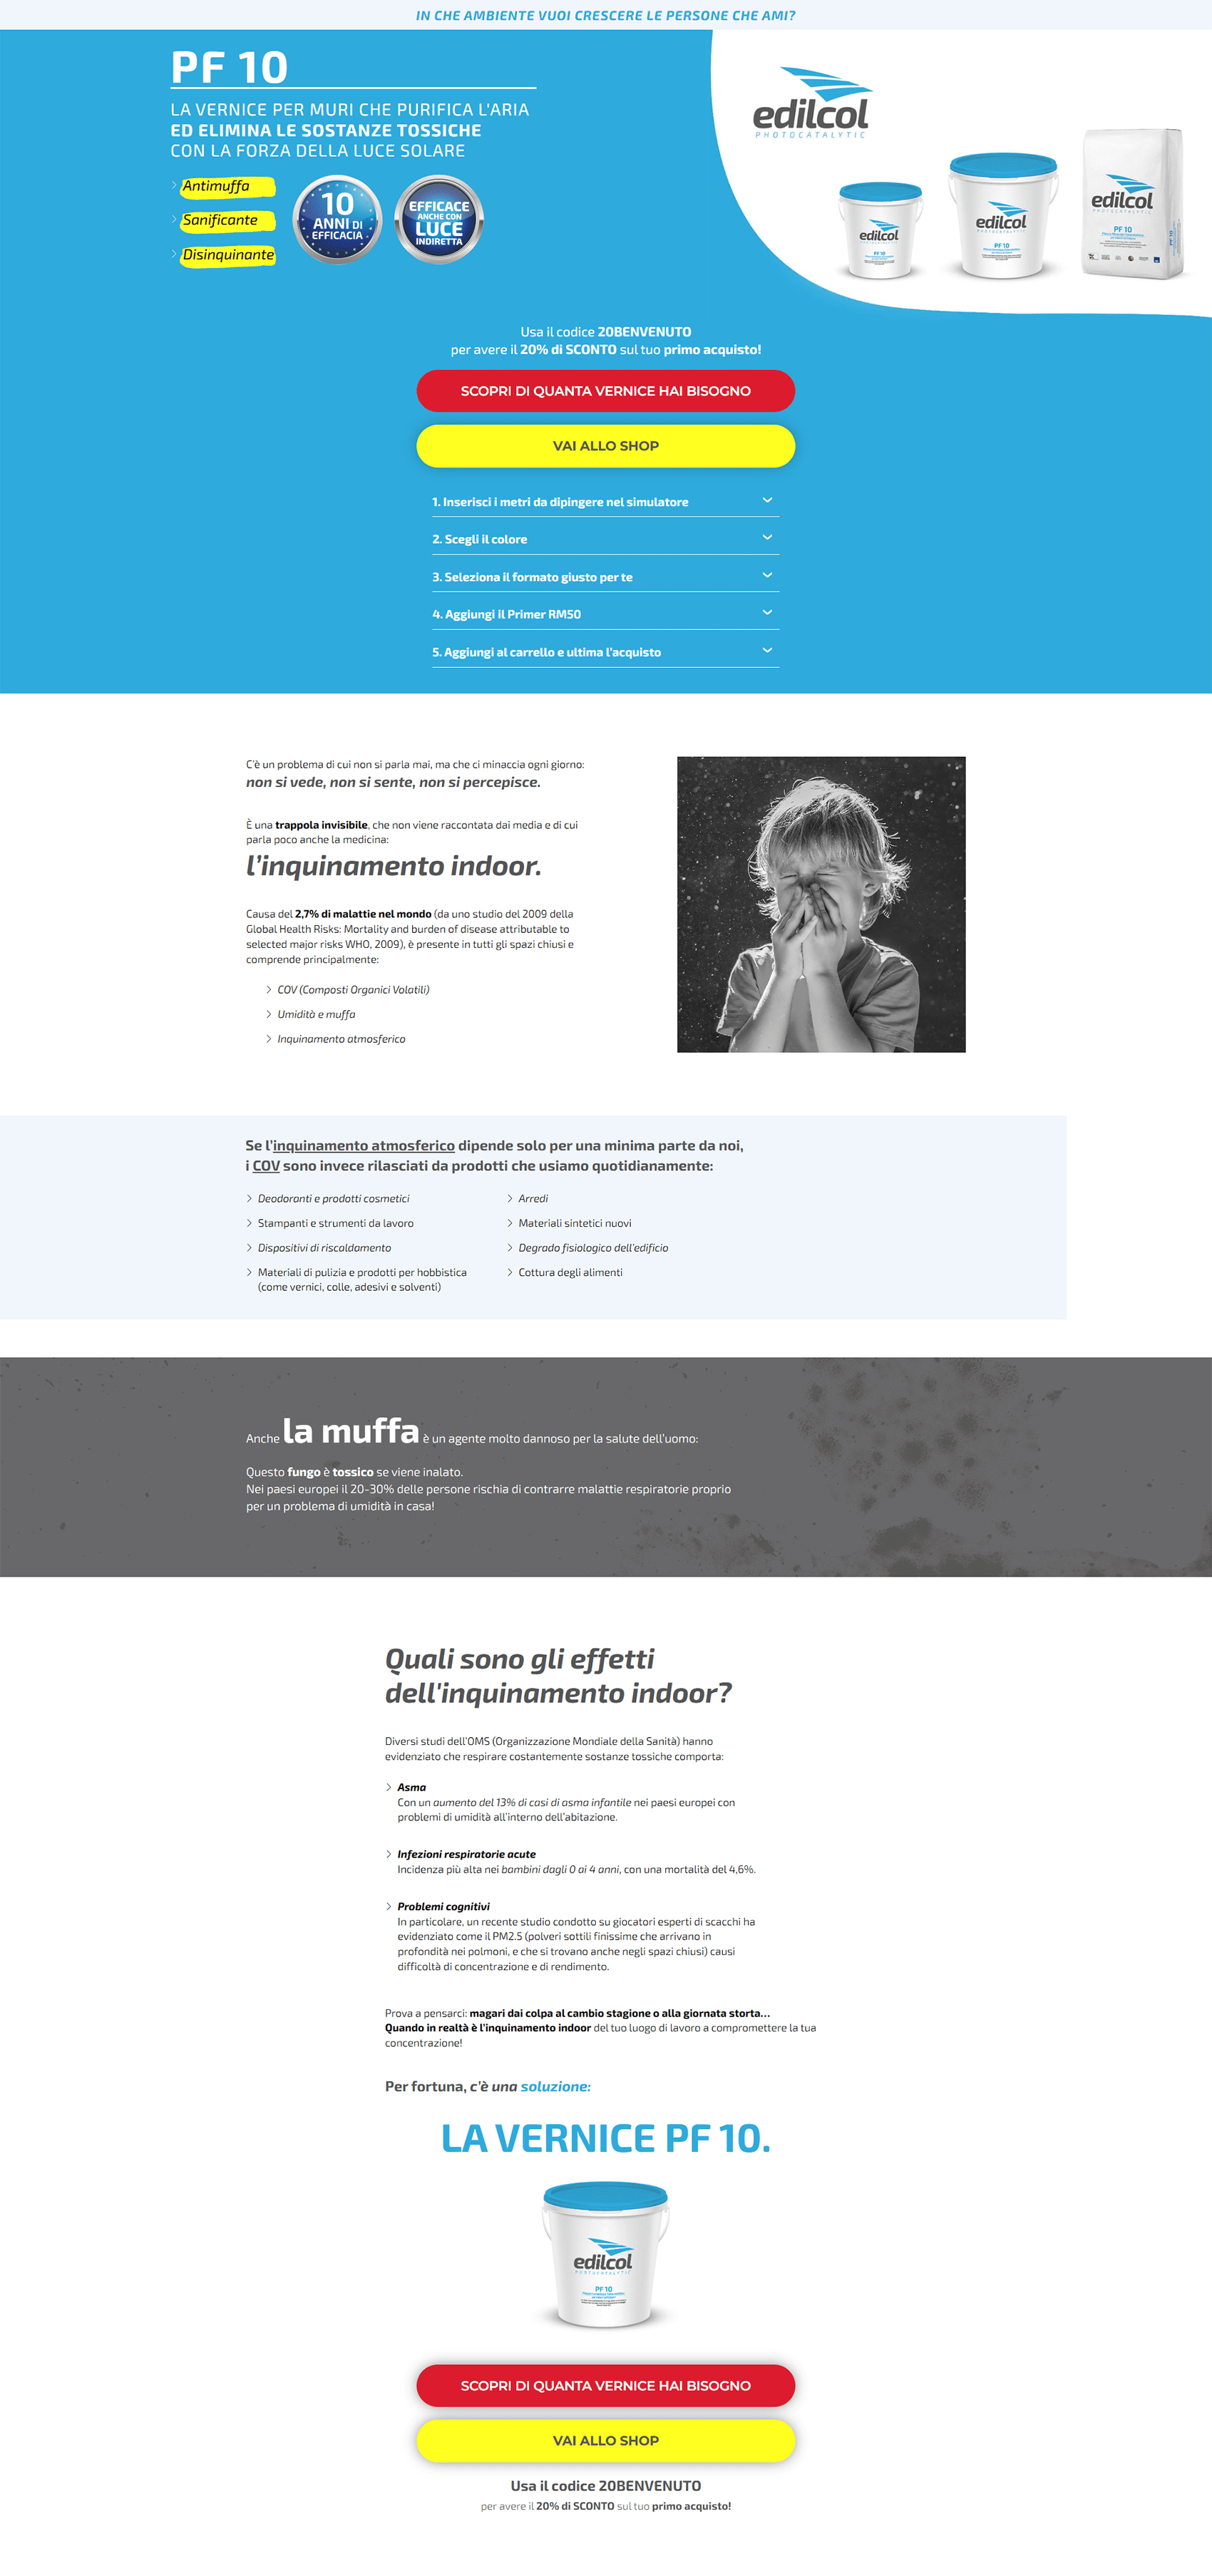 IN CHE AMBIENTE VUOI CRESCERE LE PERSONE CHE AMI?
PF 10
LA VERNICE PER MURI CHE PURIFICA L'ARIA
ED ELIMINA LE SOSTANZE TOSSICHE
CON LA FORZA DELLA LUCE SOLARE
Antimuffa
Sanificante
Disinquinante
10
ANNI DI
EFFICACIA
EFFICACE
ANCHE CON
LUCE
INDIRETTA
edilcol
PHOTOCATALYTIC
edilcol
PF 10
edilcol
PHOTOCATALYTIC
PF 10
edilcol
PHOTOCATALYTIC
PF 10
Usa il codice 20BENVENUTO
per avere il 20% di SCONTO sul tuo primo acquisto!
SCOPRI DI QUANTA VERNICE HAI BISOGNO
VAI ALLO SHOP
1. Inserisci i metri da dipingere nel simulatore
2. Scegli il colore
3. Seleziona il formato giusto per te
4. Aggiungi il Primer RM50
5. Aggiungi al carrello e ultima l'acquisto
C'è un problema di cui non si parla mai, ma che ci minaccia ogni giorno:
non si vede, non si sente, non si percepisce.
È una trappola invisibile, che non viene raccontata dai media e di cui
parla poco anche la medicina:
l'inquinamento indoor.
Causa del 2,7% di malattie nel mondo (da uno studio del 2009 della
Global Health Risks: Mortality and burden of disease attributable to
selected major risks WHO, 2009), è presente in tutti gli spazi chiusi e
comprende principalmente:
COV (Composti Organici Volatili)
Umidità e muffa
Inquinamento atmosferico
Se l'inquinamento atmosferico dipende solo per una minima parte da noi,
i COV sono invece rilasciati da prodotti che usiamo quotidianamente:
Deodoranti e prodotti cosmetici
Stampanti e strumenti da lavoro
Dispositivi di riscaldamento
Materiali di pulizia e prodotti per hobbistica
(come vernici, colle, adesivi e solventi)
Arredi
Materiali sintetici nuovi
Degrado fisiologico dell'edificio
Cottura degli alimenti
Anche la muffa è un agente molto dannoso per la salute dell'uomo:
Questo fungo è tossico se viene inalato.
Nei paesi europei il 20-30% delle persone rischia di contrarre malattie respiratorie proprio
per un problema di umidità in casa!
Quali sono gli effetti
dell'inquinamento indoor?
Diversi studi dell'OMS (Organizzazione Mondiale della Sanità) hanno
evidenziato che respirare costantemente sostanze tossiche comporta:
Asma
Con un aumento del 13% di casi di asma infantile nei paesi europei con
problemi di umidità all'interno dell'abitazione.
Infezioni respiratorie acute
Incidenza più alta nei bambini dagli 0 ai 4 anni, con una mortalità del 4,6%.
Problemi cognitivi
In particolare, un recente studio condotto su giocatori esperti di scacchi ha
evidenziato come il PM2.5 (polveri sottili finissime che arrivano in
profondità nei polmoni, e che si trovano anche negli spazi chiusi) causi
difficoltà di concentrazione e di rendimento.
Prova a pensarci: magari dai colpa al cambio stagione o alla giornata storta...
Quando in realtà è l'inquinamento indoor del tuo luogo di lavoro a compromettere la tua
concentrazione!
Per fortuna, c'è una soluzione:
LA VERNICE PF 10.
edilcol
PHOTOCATALYTIC
PF 10
SCOPRI DI QUANTA VERNICE HAI BISOGNO
VAI ALLO SHOP
Usa il codice 20BENVENUTO
per avere il 20% di SCONTO sul tuo primo acquisto!